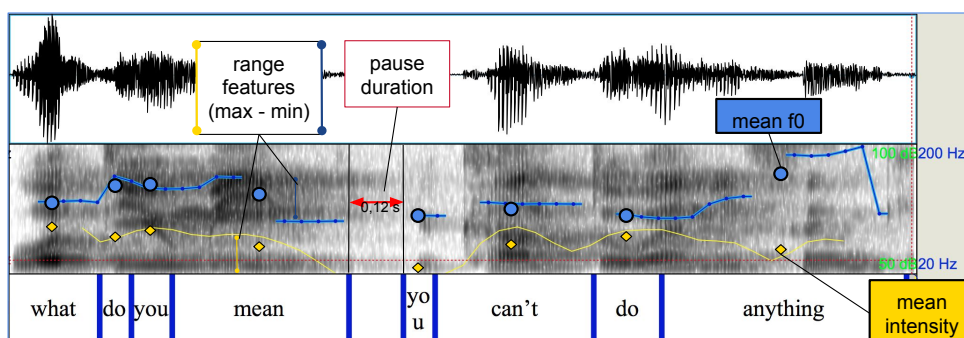 range
features
(max - min)
pause
duration
mean f0
100 dB 200 Hz
0,12 s
50 dB 20 Hz
what do you mean yo
u can't do anything
mean
intensity